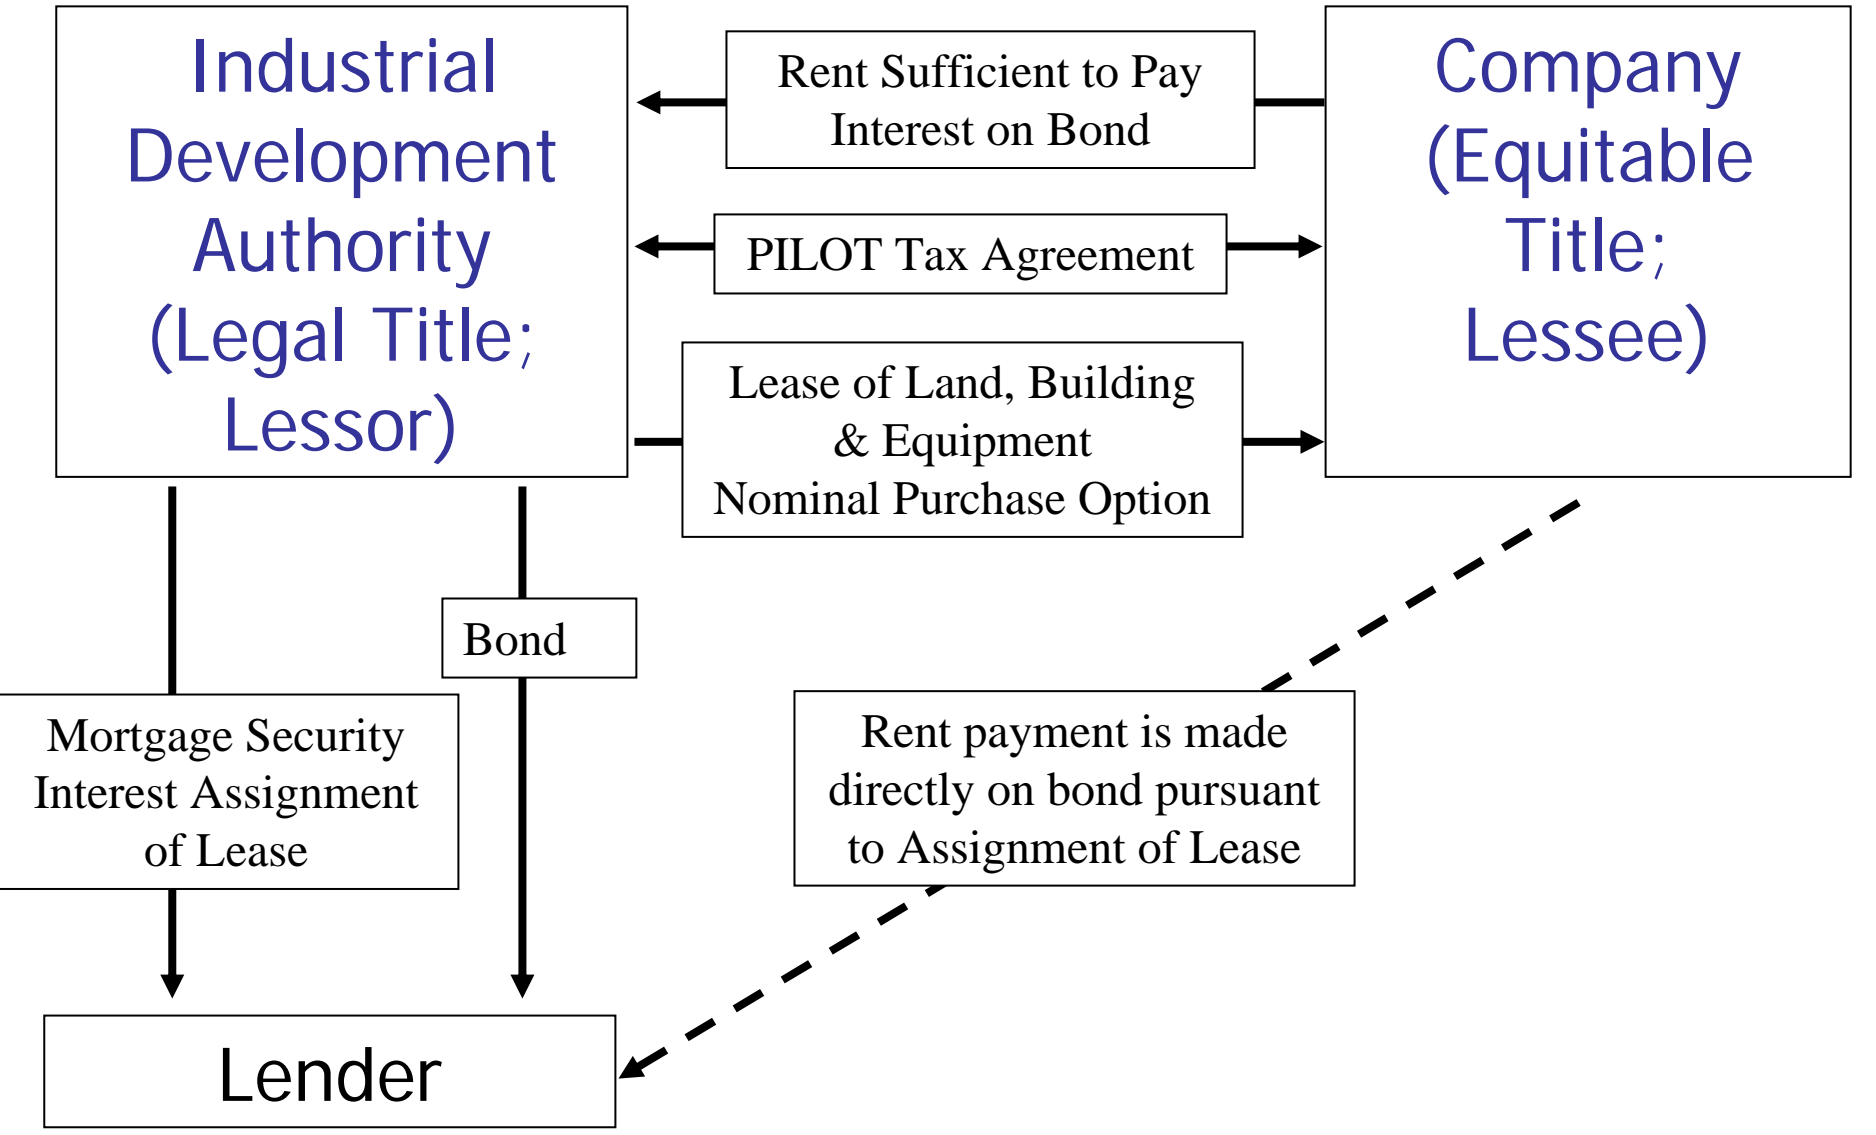 Industrial
Development
Authority
(Legal Title;
Lessor)
Rent Sufficient to Pay
Interest on Bond
PILOT Tax Agreement
Lease of Land, Building
& Equipment
Nominal Purchase Option
Company
(Equitable
Title;
Lessee)
Bond
Mortgage Security
Interest Assignment
of Lease
Rent payment is made
directly on bond pursuant
to Assignment of Lease
Lender